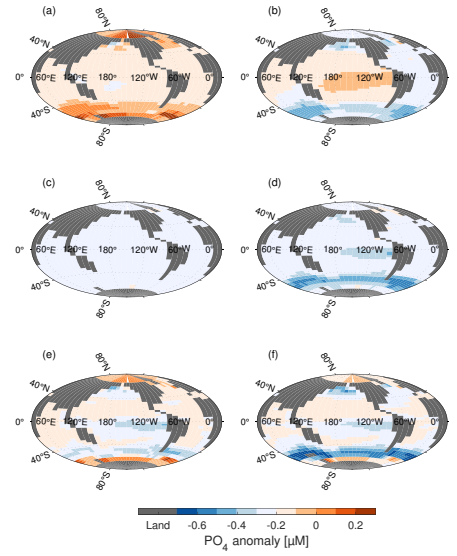 (a) (b)
80°N 80°N
40°N 40°N
0° 60°E 120°E 180° 120°W 60°W 0° 0° 60°E 120°E 180° 120°W 60°W 0°
40°S 40°S
80°S 80°S
(c) (d)
80°N 80°N
40°N 40°N
0° 60°E 120°E 180° 120°W 60°W 0° 0° 60°E 120°E 180° 120°W 60°W 0°
40°S 40°S
80°S 80°S
(e) (f)
80°N 80°N
40°N 40°N
0° 60°E 120°E 180° 120°W 60°W 0° 0° 60°E 120°E 180° 120°W 60°W 0°
40°S 40°S
80°S 80°S
Land -0.6 -0.4 -0.2 0 0.2
PO₄ anomaly [µM]